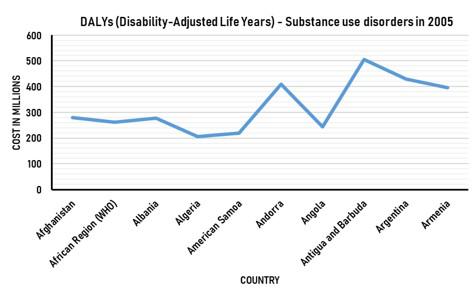 DALYs (Disability-Adjusted Life Years) - Substance use disorders in 2005
600
500
400
300
200
100
0
COST IN MILLIONS
Afghanistan
African Region (WHO)
Albania
Algeria
American Samoa
Andorra
Angola
Antigua and Barbuda
Argentina
Armenia
COUNTRY